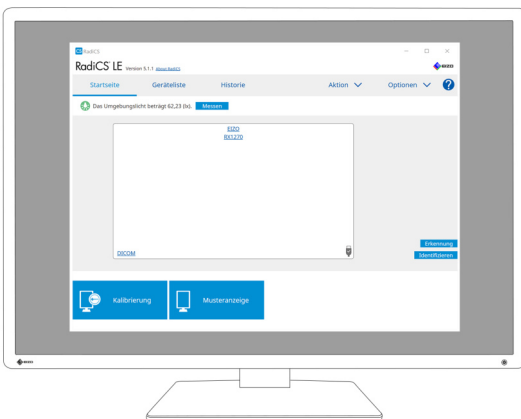 RadiCS
RadiCS LE Version 5.1.1 About RadiCS
EIZO
Startseite Geräteliste Historie Aktion Optionen ?
Das Umgebungslicht beträgt 62,23 (lx). Messen
EIZO
RX1270
DICOM
Erkennung
Identifizieren
Kalibrierung Musteranzeige
EIZO